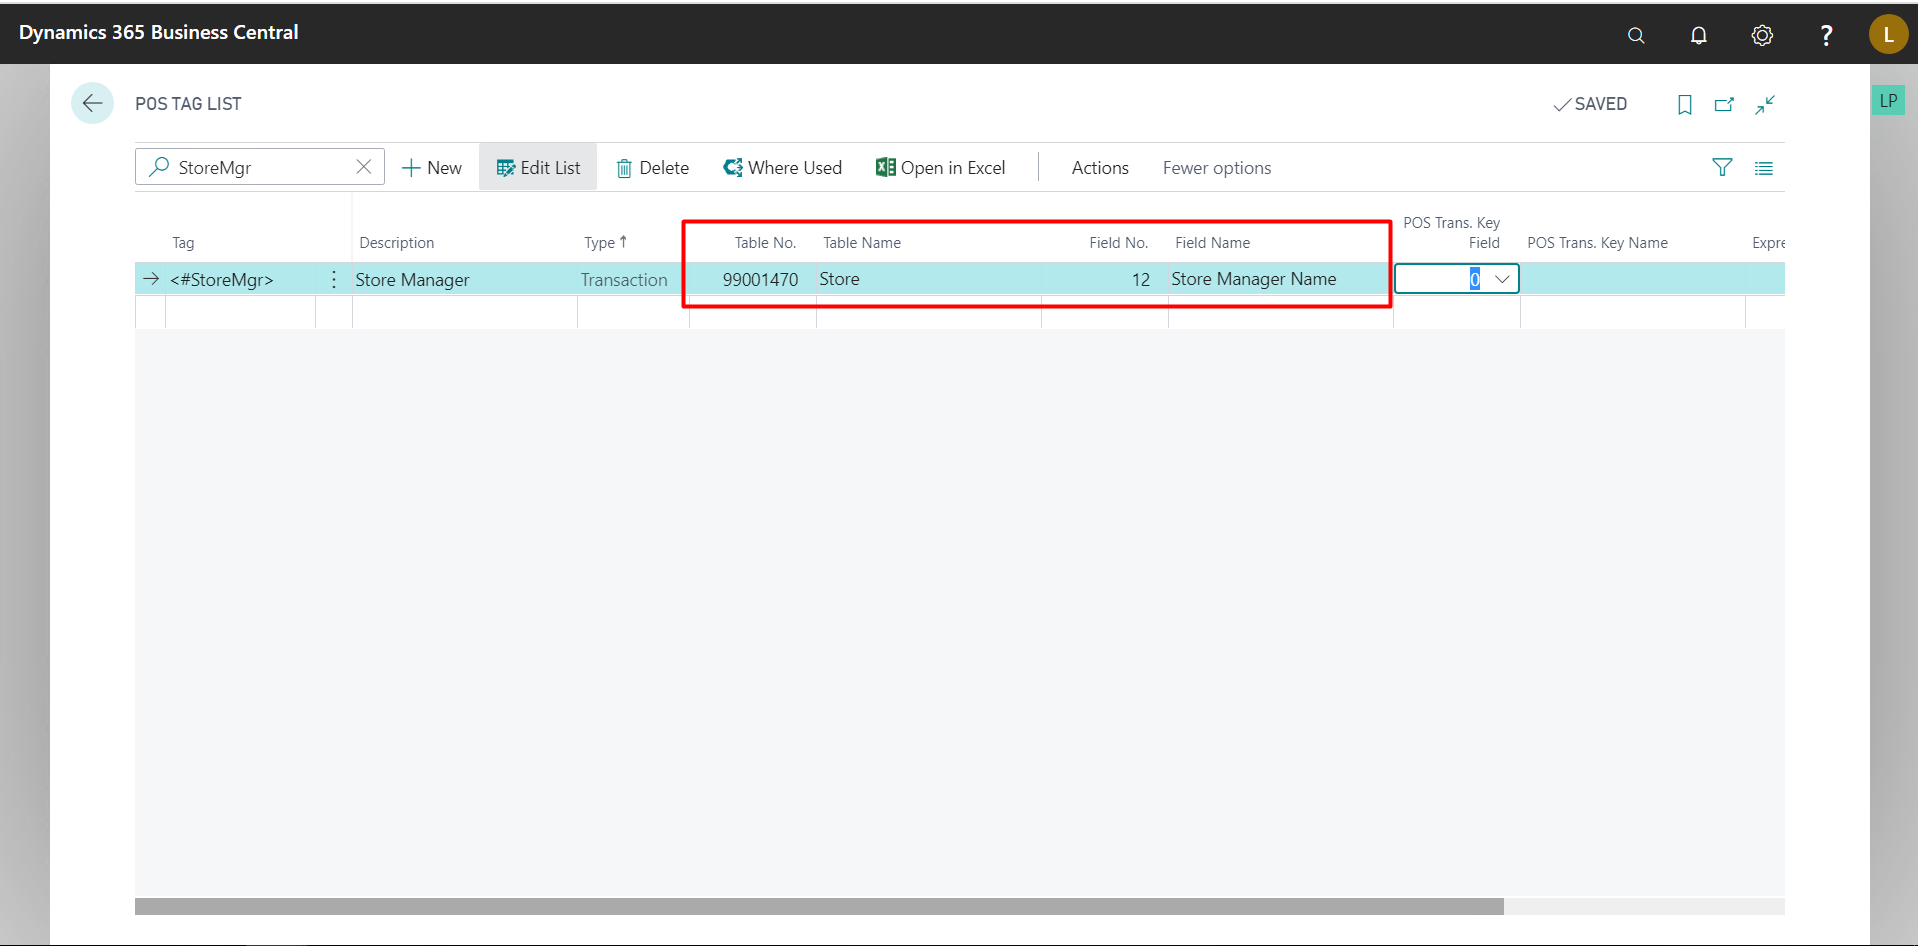 Dynamics 365 Business Central
?
L
POS TAG LIST
SAVED
LP
StoreMgr
New
Edit List
Delete
Where Used
Open in Excel
Actions
Fewer options
Tag
Description
Type ↑
Table No.
Table Name
Field No.
Field Name
POS Trans. Key
Field
POS Trans. Key Name
Expre
<#StoreMgr>
Store Manager
Transaction
99001470
Store
12
Store Manager Name
0